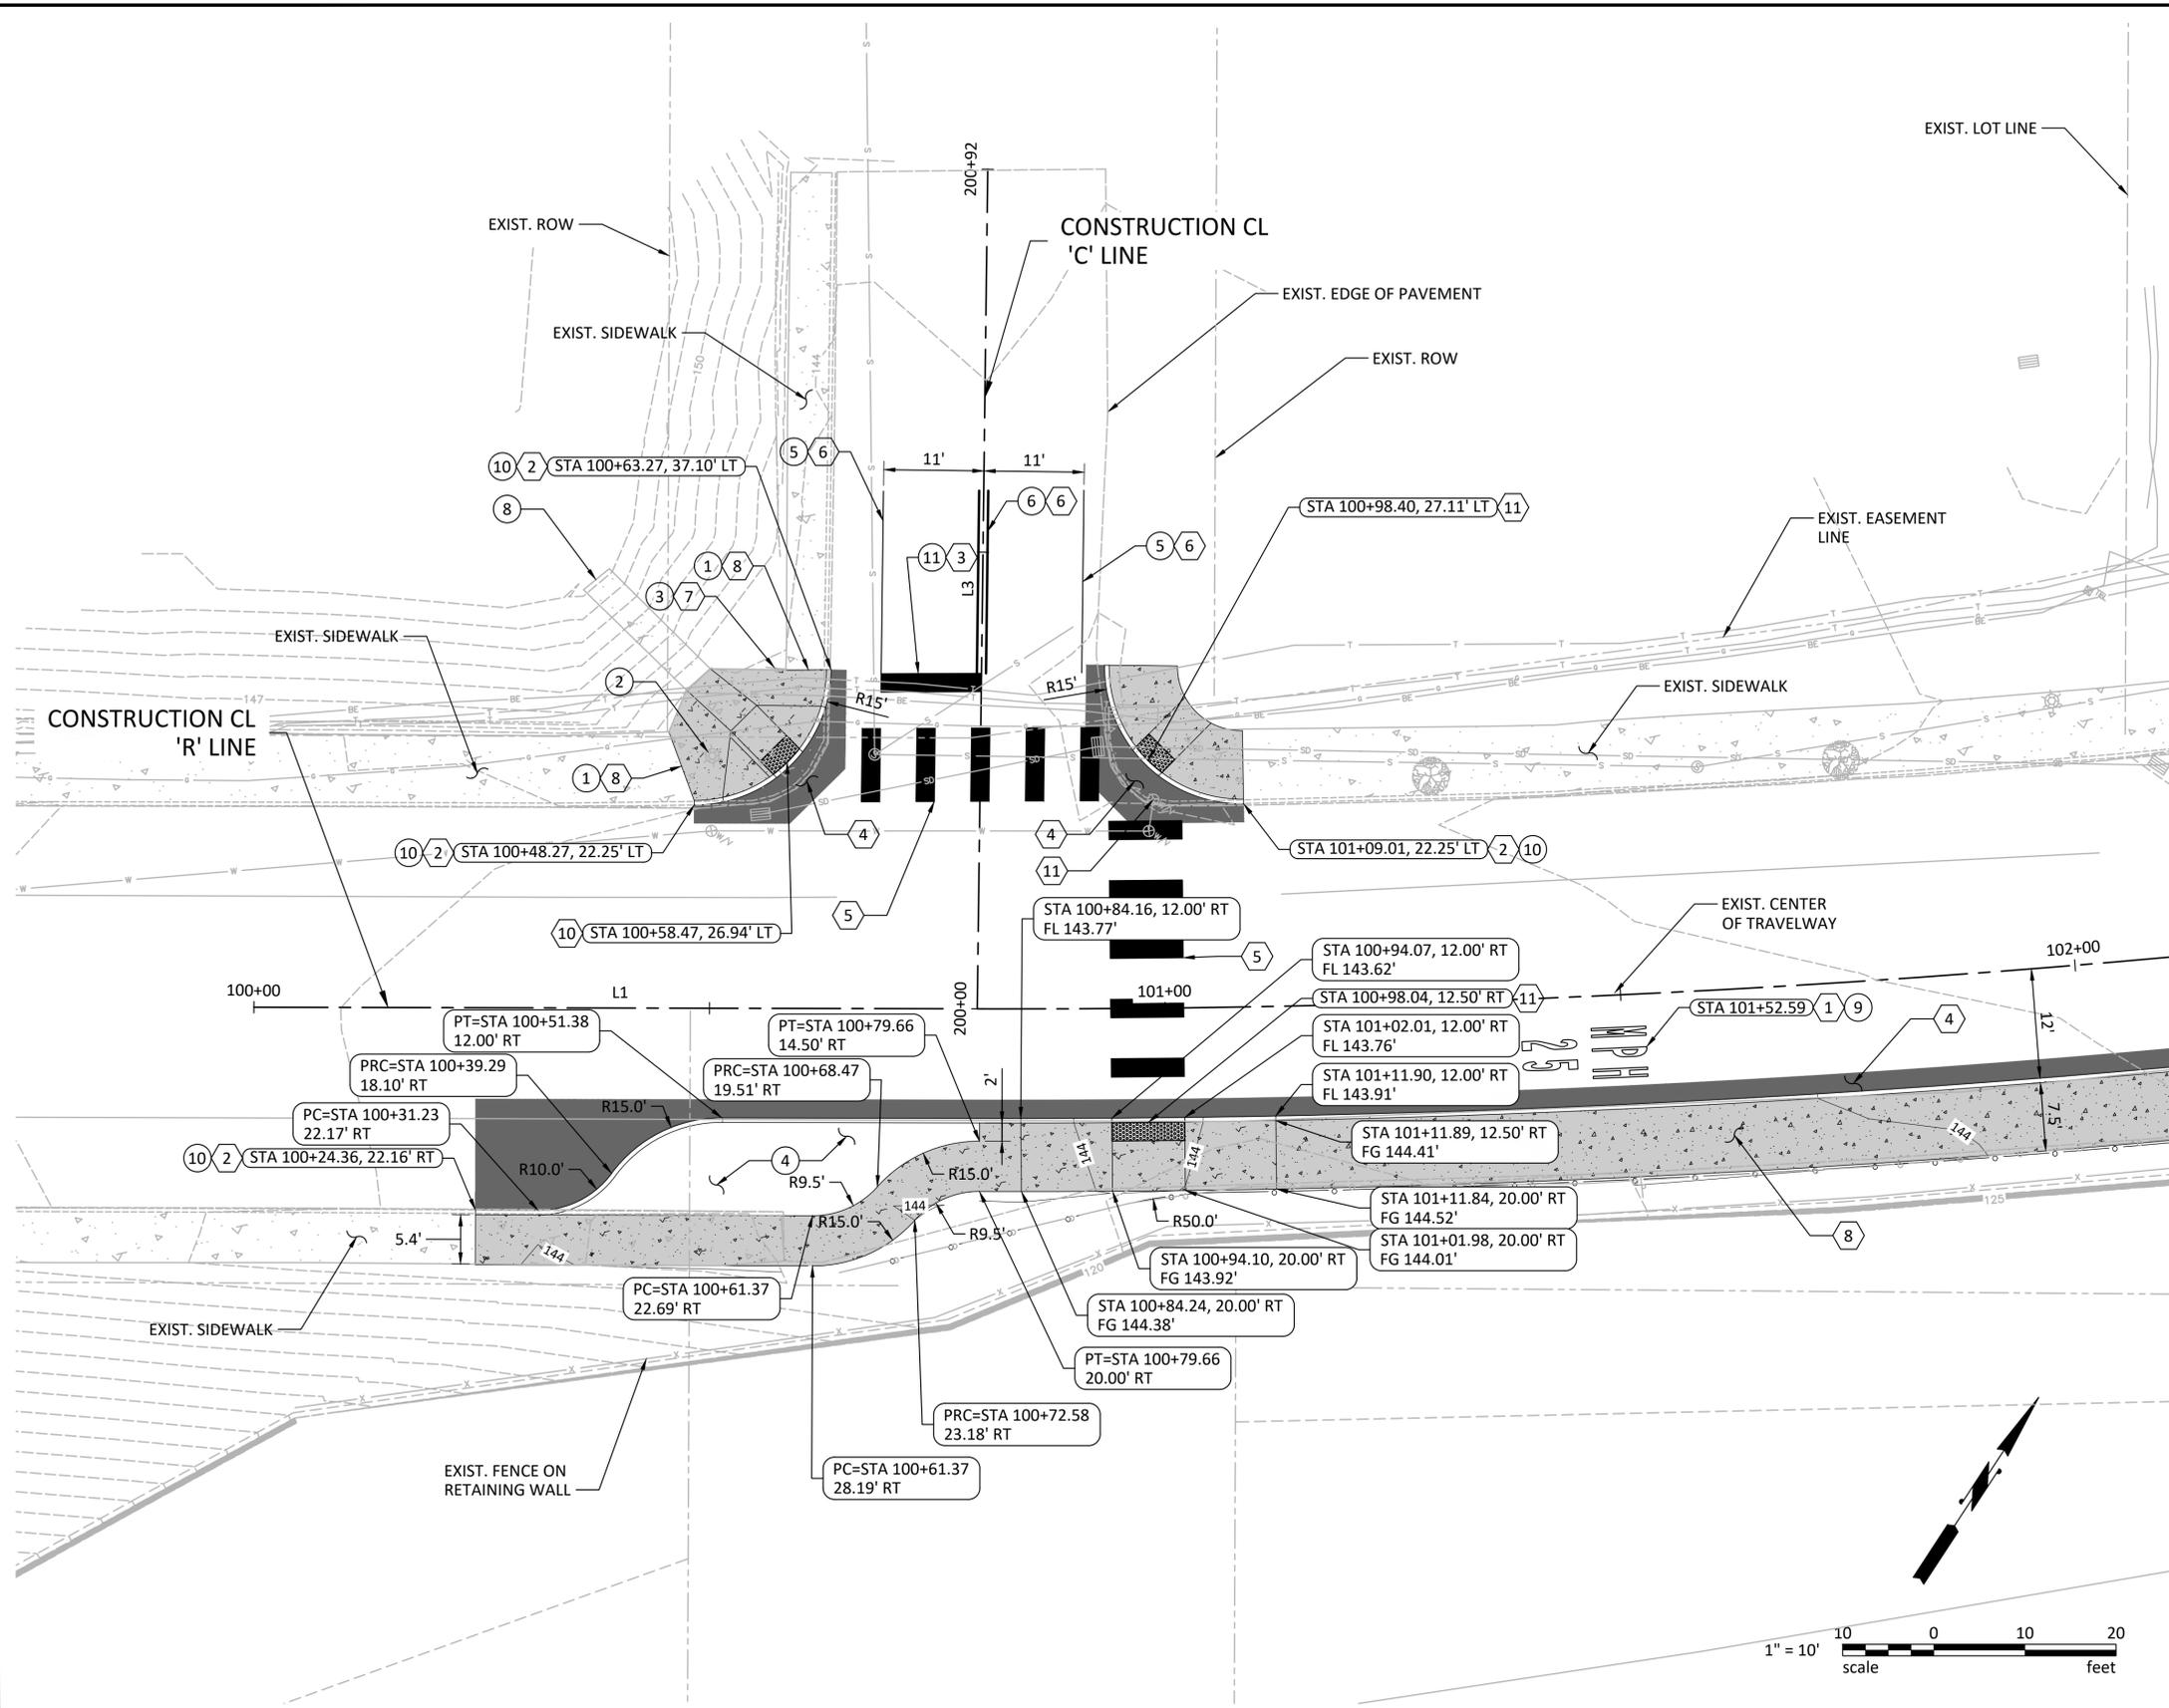 EXIST. LOT LINE
200+92
EXIST. ROW
CONSTRUCTION CL
'C' LINE
EXIST. EDGE OF PAVEMENT
EXIST. SIDEWALK
EXIST. ROW
150
144
10 2 STA 100+63.27, 37.10' LT
5 6
11' 11'
8
6 6
STA 100+98.40, 27.11' LT 11
EXIST. EASEMENT
LINE
11 3
5 6
1 8
L3
3 7
EXIST. SIDEWALK
2
R15'
R15'
EXIST. SIDEWALK
147
CONSTRUCTION CL
'R' LINE
1 8
4
4
10 2 STA 100+48.27, 22.25' LT
STA 101+09.01, 22.25' LT 2 10
11
5
10 STA 100+58.47, 26.94' LT
STA 100+84.16, 12.00' RT
FL 143.77'
EXIST. CENTER
OF TRAVELWAY
STA 100+94.07, 12.00' RT
FL 143.62'
5
102+00
100+00
L1
200+00
101+00
STA 100+98.04, 12.50' RT 11
STA 101+52.59 1 9
4
12'
PT=STA 100+51.38
12.00' RT
PT=STA 100+79.66
14.50' RT
STA 101+02.01, 12.00' RT
FL 143.76'
25
MPH
PRC=STA 100+39.29
18.10' RT
PRC=STA 100+68.47
19.51' RT
2'
STA 101+11.90, 12.00' RT
FL 143.91'
PC=STA 100+31.23
22.17' RT
R15.0'
7.5'
STA 101+11.89, 12.50' RT
FG 144.41'
144
10 2 STA 100+24.36, 22.16' RT
R10.0'
4
R9.5'
R15.0'
144
144
STA 101+11.84, 20.00' RT
FG 144.52'
125
144
R15.0'
R9.5'
R50.0'
5.4'
144
STA 101+01.98, 20.00' RT
FG 144.01'
8
STA 100+94.10, 20.00' RT
FG 143.92'
120
PC=STA 100+61.37
22.69' RT
STA 100+84.24, 20.00' RT
FG 144.38'
EXIST. SIDEWALK
PT=STA 100+79.66
20.00' RT
PRC=STA 100+72.58
23.18' RT
EXIST. FENCE ON
RETAINING WALL
PC=STA 100+61.37
28.19' RT
N
1" = 10'
10 0 10 20
scale feet